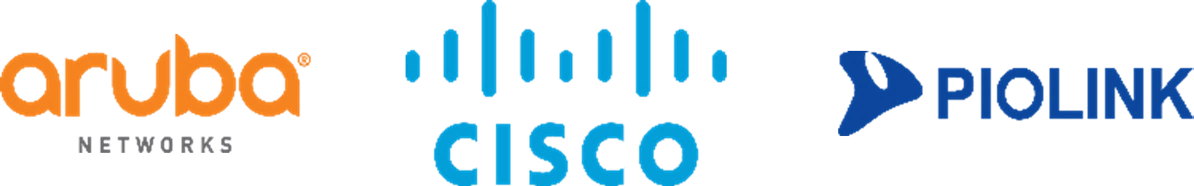 aruba®
NETWORKS
CISCO
PIOLINK